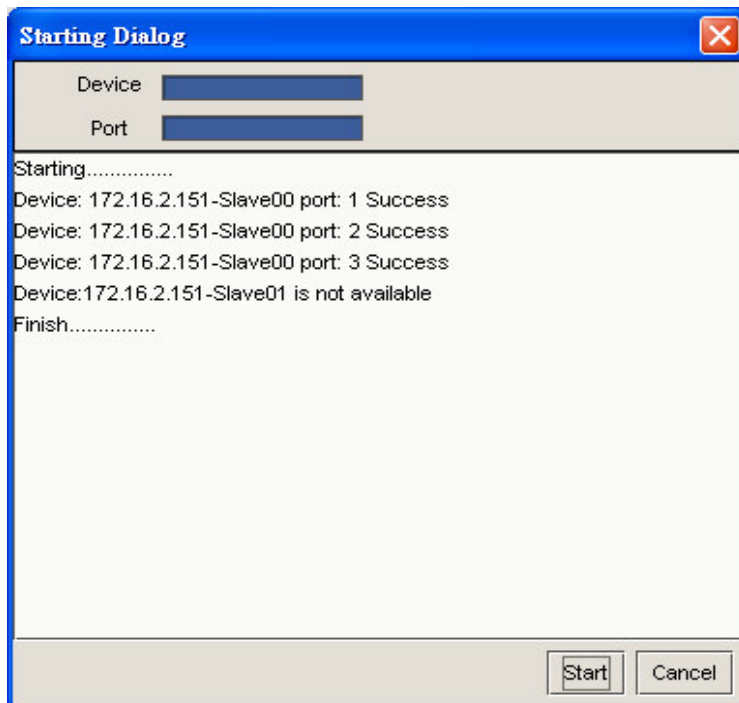 Starting Dialog
Device
Port
Starting...............
Device: 172.16.2.151-Slave00 port: 1 Success
Device: 172.16.2.151-Slave00 port: 2 Success
Device: 172.16.2.151-Slave00 port: 3 Success
Device:172.16.2.151-Slave01 is not available
Finish...............
Start Cancel